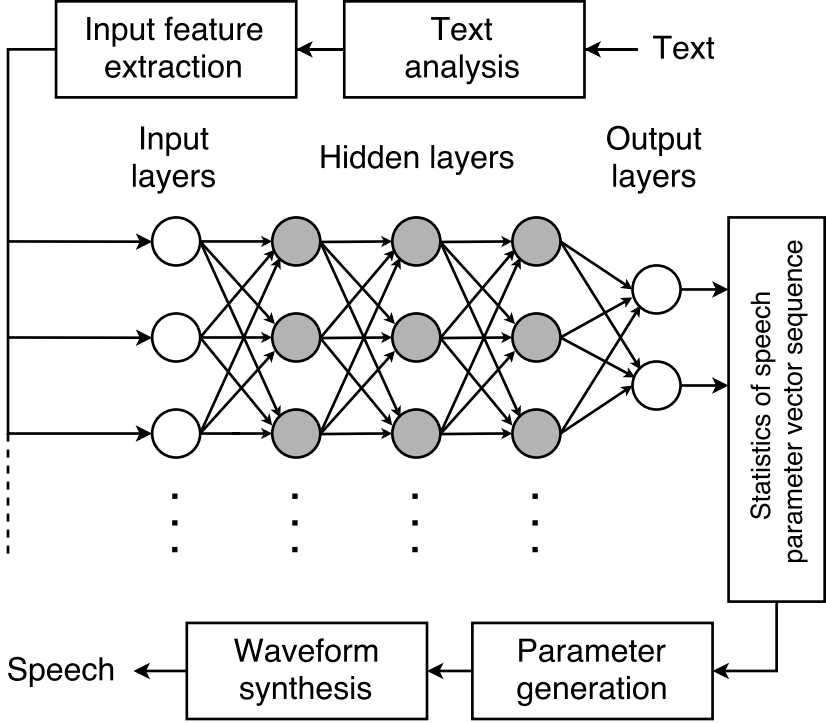 Input feature
extraction
Text
analysis
Text
Input
layers
Hidden layers
Output
layers
Statistics of speech
parameter vector sequence
Speech
Waveform
synthesis
Parameter
generation